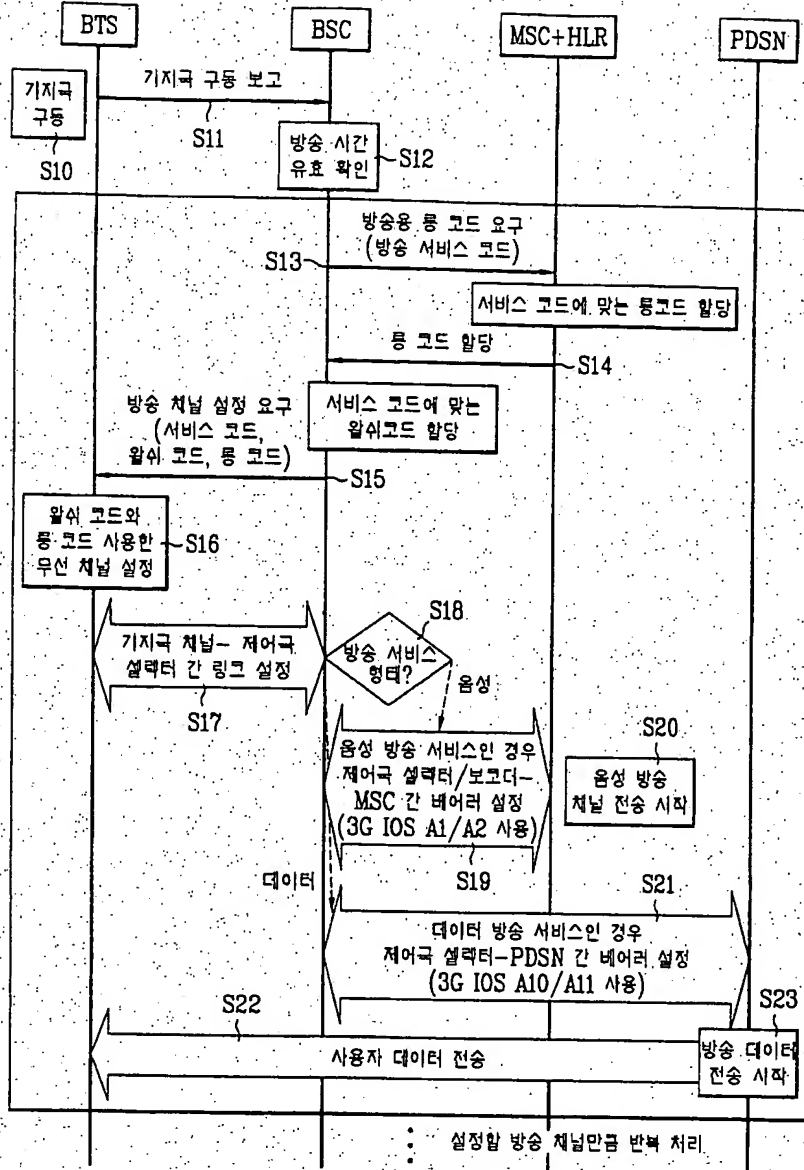 BTS
BSC
MSC+HLR
PDSN
기지국
구동
S10
기지국 구동 보고
S11
방송 시간
유효 확인
S12
방송용 롱 코드 요구
(방송 서비스 코드)
S13
서비스 코드에 맞는 롱코드 할당
롱 코드 할당
S14
서비스 코드에 맞는
왈쉬코드 할당
방송 채널 설정 요구
(서비스 코드,
왈쉬 코드, 롱 코드)
S15
왈쉬 코드와
롱 코드 사용한
무선 채널 설정
S16
기지국 채널- 제어국
셀렉터 간 링크 설정
S17
S18
방송 서비스
형태?
음성
음성 방송 서비스인 경우
제어국 셀렉터/보코더-
MSC 간 베어러 설정
(3G IOS A1/A2 사용)
S19
S20
음성 방송
채널 전송 시작
데이터
S21
데이터 방송 서비스인 경우
제어국 셀렉터-PDSN 간 베어러 설정
(3G IOS A10/A11 사용)
S22
사용자 데이터 전송
S23
방송 데이터
전송 시작
설정할 방송 채널만큼 반복 처리